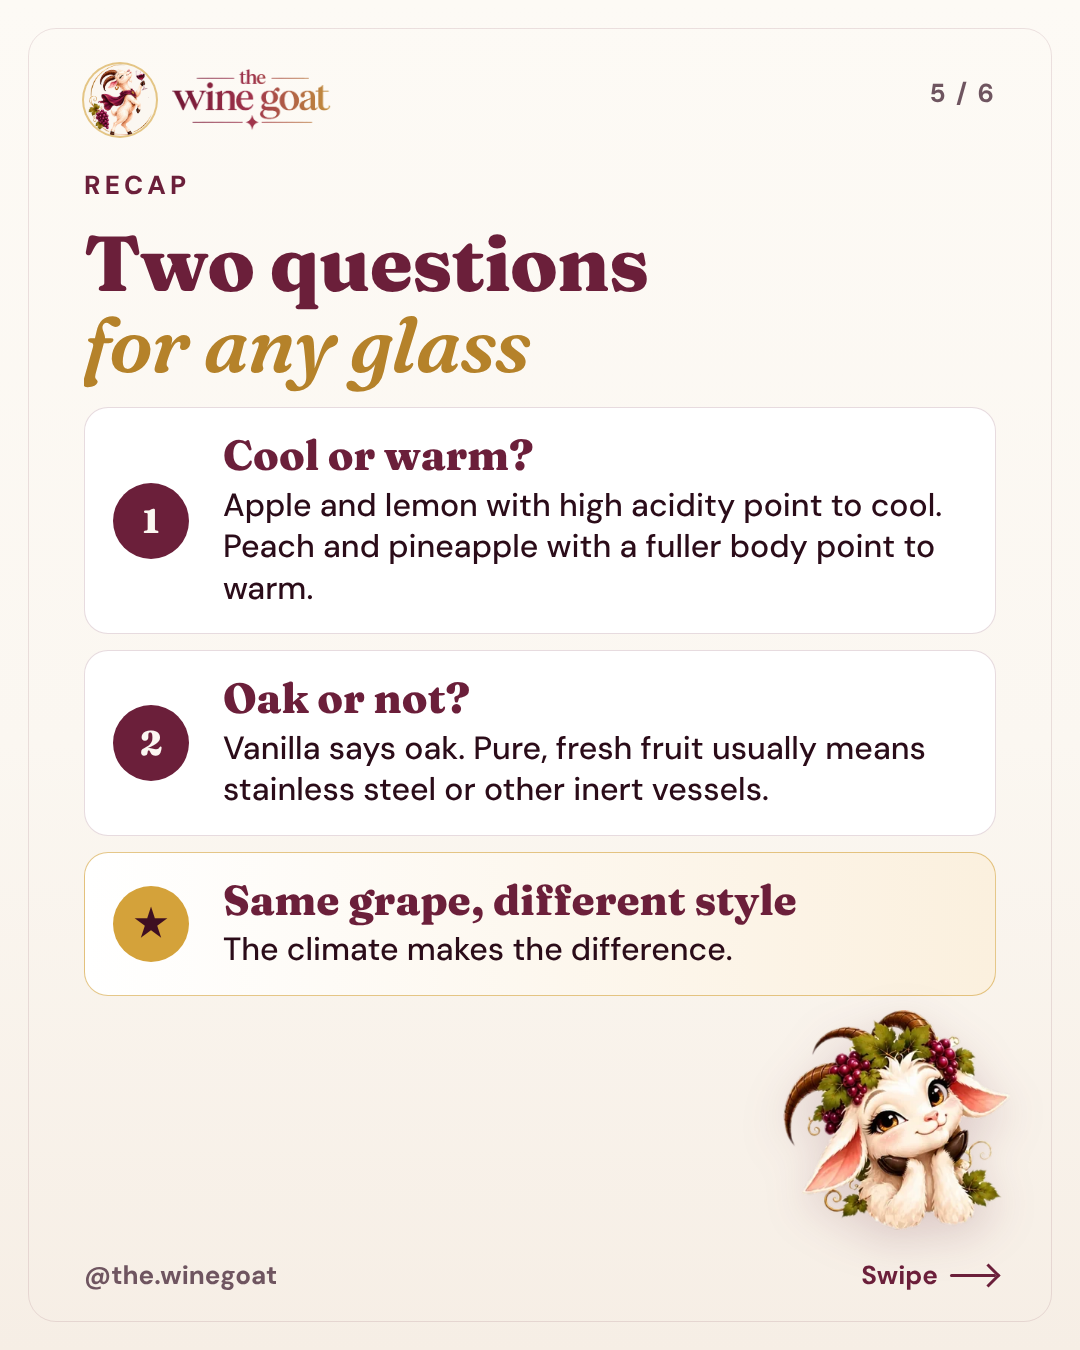 the
wine goat
5 / 6
RECAP
Two questions
for any glass
1
Cool or warm?
Apple and lemon with high acidity point to cool.
Peach and pineapple with a fuller body point to
warm.
2
Oak or not?
Vanilla says oak. Pure, fresh fruit usually means
stainless steel or other inert vessels.
★
Same grape, different style
The climate makes the difference.
@the.winegoat
Swipe →